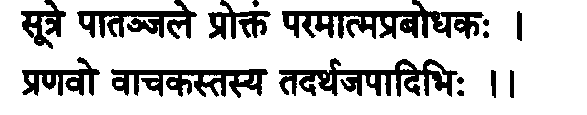 सूत्रे पातञ्जले प्रोक्तं परमात्मप्रबोधकः ।
प्रणवो वाचकस्तस्य तदर्थजपादिभिः ।।